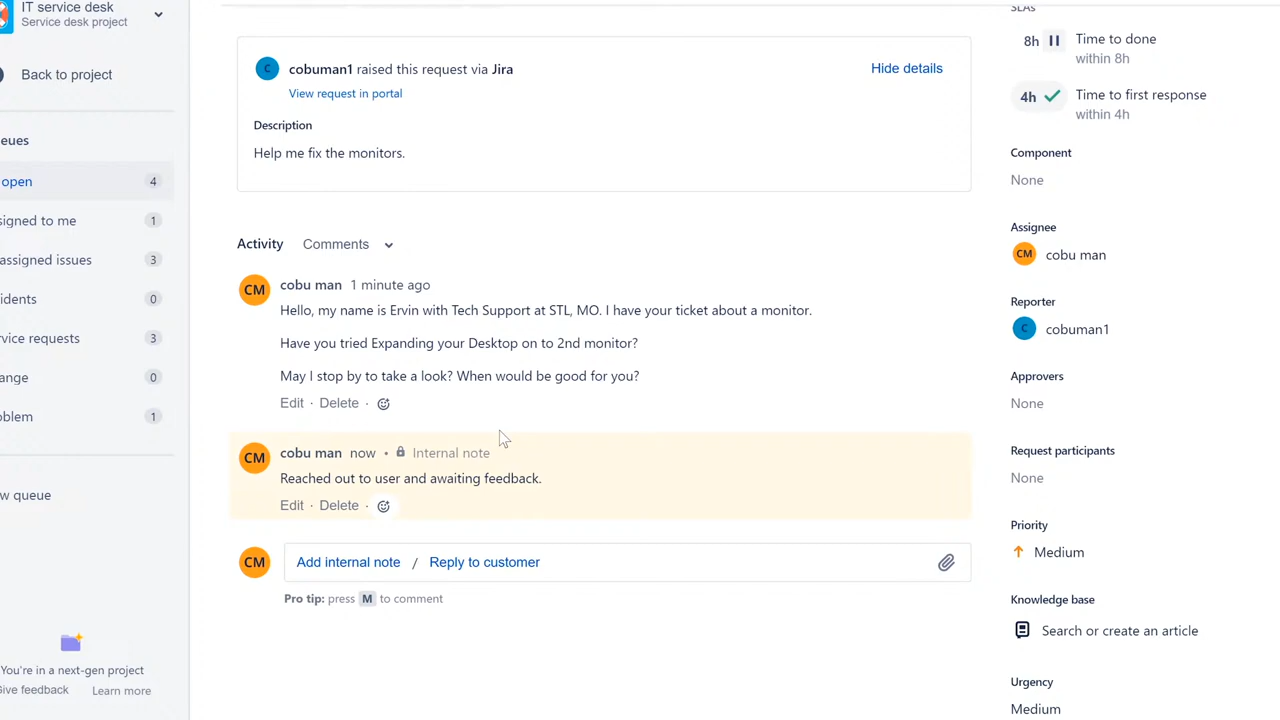 IT service desk
Service desk project
Back to project
eues
open
4
signed to me
1
assigned issues
3
idents
0
rvice requests
3
ange
0
oblem
1
w queue
You're in a next-gen project
Give feedback
Learn more
C
cobuman1 raised this request via Jira
Hide details
View request in portal
Description
Help me fix the monitors.
Activity
Comments
CM
cobu man 1 minute ago
Hello, my name is Ervin with Tech Support at STL, MO. I have your ticket about a monitor.
Have you tried Expanding your Desktop on to 2nd monitor?
May I stop by to take a look? When would be good for you?
Edit · Delete ·
CM
cobu man now • Internal note
Reached out to user and awaiting feedback.
Edit · Delete ·
CM
Add internal note / Reply to customer
Pro tip: press M to comment
SLAs
8h
Time to done
within 8h
4h
Time to first response
within 4h
Component
None
Assignee
CM
cobu man
Reporter
C
cobuman1
Approvers
None
Request participants
None
Priority
Medium
Knowledge base
Search or create an article
Urgency
Medium